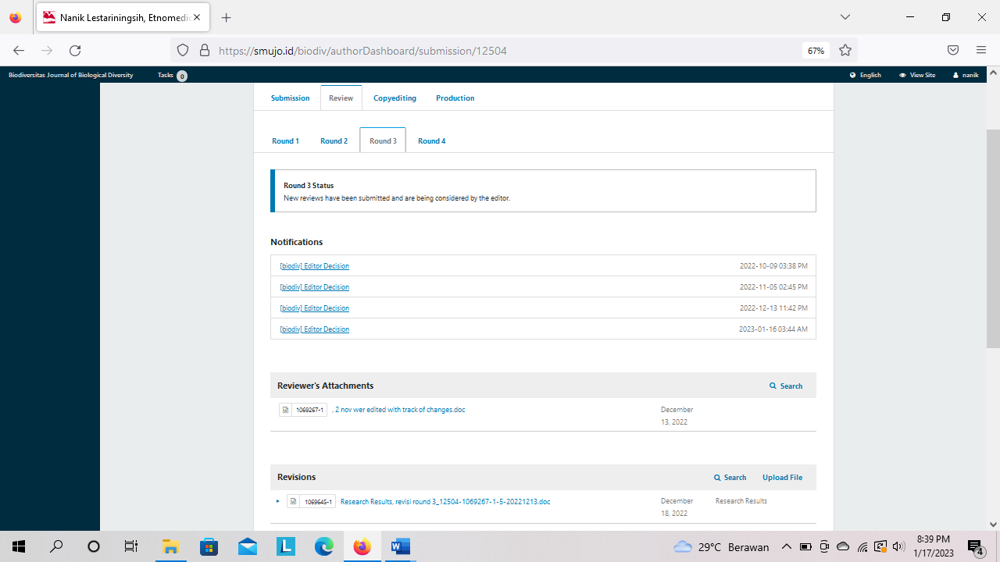 Nanik Lestariningsih, Etnomedic
https://smujo.id/biodiv/authorDashboard/submission/12504
67%
Biodiversitas Journal of Biological Diversity
Tasks 0
English
View Site
nanik
Submission
Review
Copyediting
Production
Round 1
Round 2
Round 3
Round 4
Round 3 Status
New reviews have been submitted and are being considered by the editor.
Notifications
[biodiv] Editor Decision 2022-10-09 03:38 PM
[biodiv] Editor Decision 2022-11-05 02:45 PM
[biodiv] Editor Decision 2022-12-13 11:42 PM
[biodiv] Editor Decision 2023-01-16 03:44 AM
Reviewer's Attachments
Search
1069267-1 , 2 nov wer edited with track of changes.doc
December
13, 2022
Revisions
Search
Upload File
1069645-1 Research Results, revisi round 3_12504-1069267-1-5-20221213.doc
December
18, 2022
Research Results
L
W
29°C Berawan
8:39 PM
1/17/2023
4